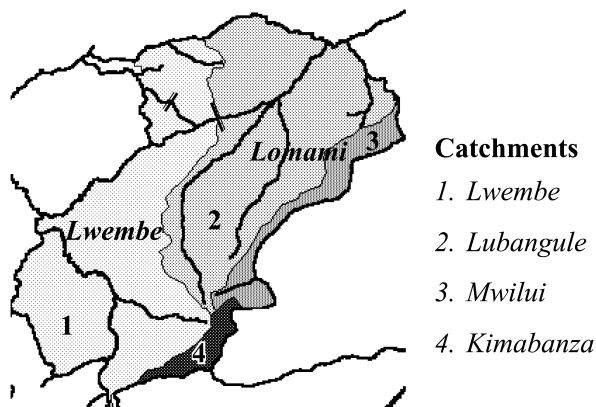 Lomami
3
Lwembe
2
1
4
Catchments
1. Lwembe
2. Lubangule
3. Mwilui
4. Kimabanza